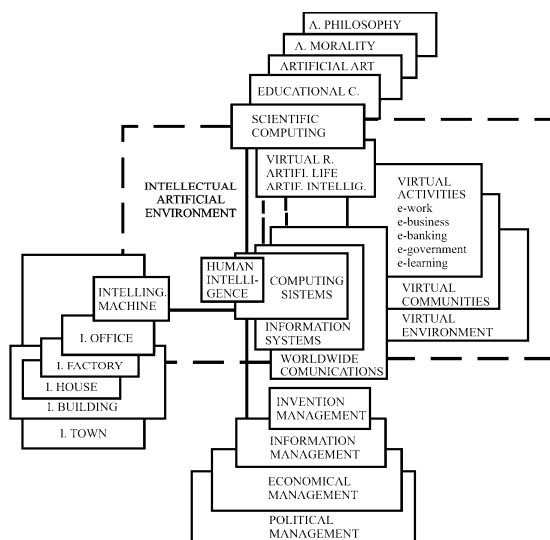 A. PHILOSOPHY
A. MORALITY
ARTIFICIAL ART
EDUCATIONAL C.
SCIENTIFIC
COMPUTING
VIRTUAL R.
ARTIFI. LIFE
ARTIF. INTELLIG.
INTELLECTUAL
ARTIFICIAL
ENVIRONMENT
VIRTUAL
ACTIVITIES
e-work
e-business
e-banking
e-government
e-learning
VIRTUAL
COMMUNITIES
VIRTUAL
ENVIRONMENT
HUMAN
INTELLI-
GENCE
COMPUTING
SISTEMS
INFORMATION
SYSTEMS
WORLDWIDE
COMUNICATIONS
INTELLING.
MACHINE
I. OFFICE
I. FACTORY
I. HOUSE
I. BUILDING
I. TOWN
INVENTION
MANAGEMENT
INFORMATION
MANAGEMENT
ECONOMICAL
MANAGEMENT
POLITICAL
MANAGEMENT